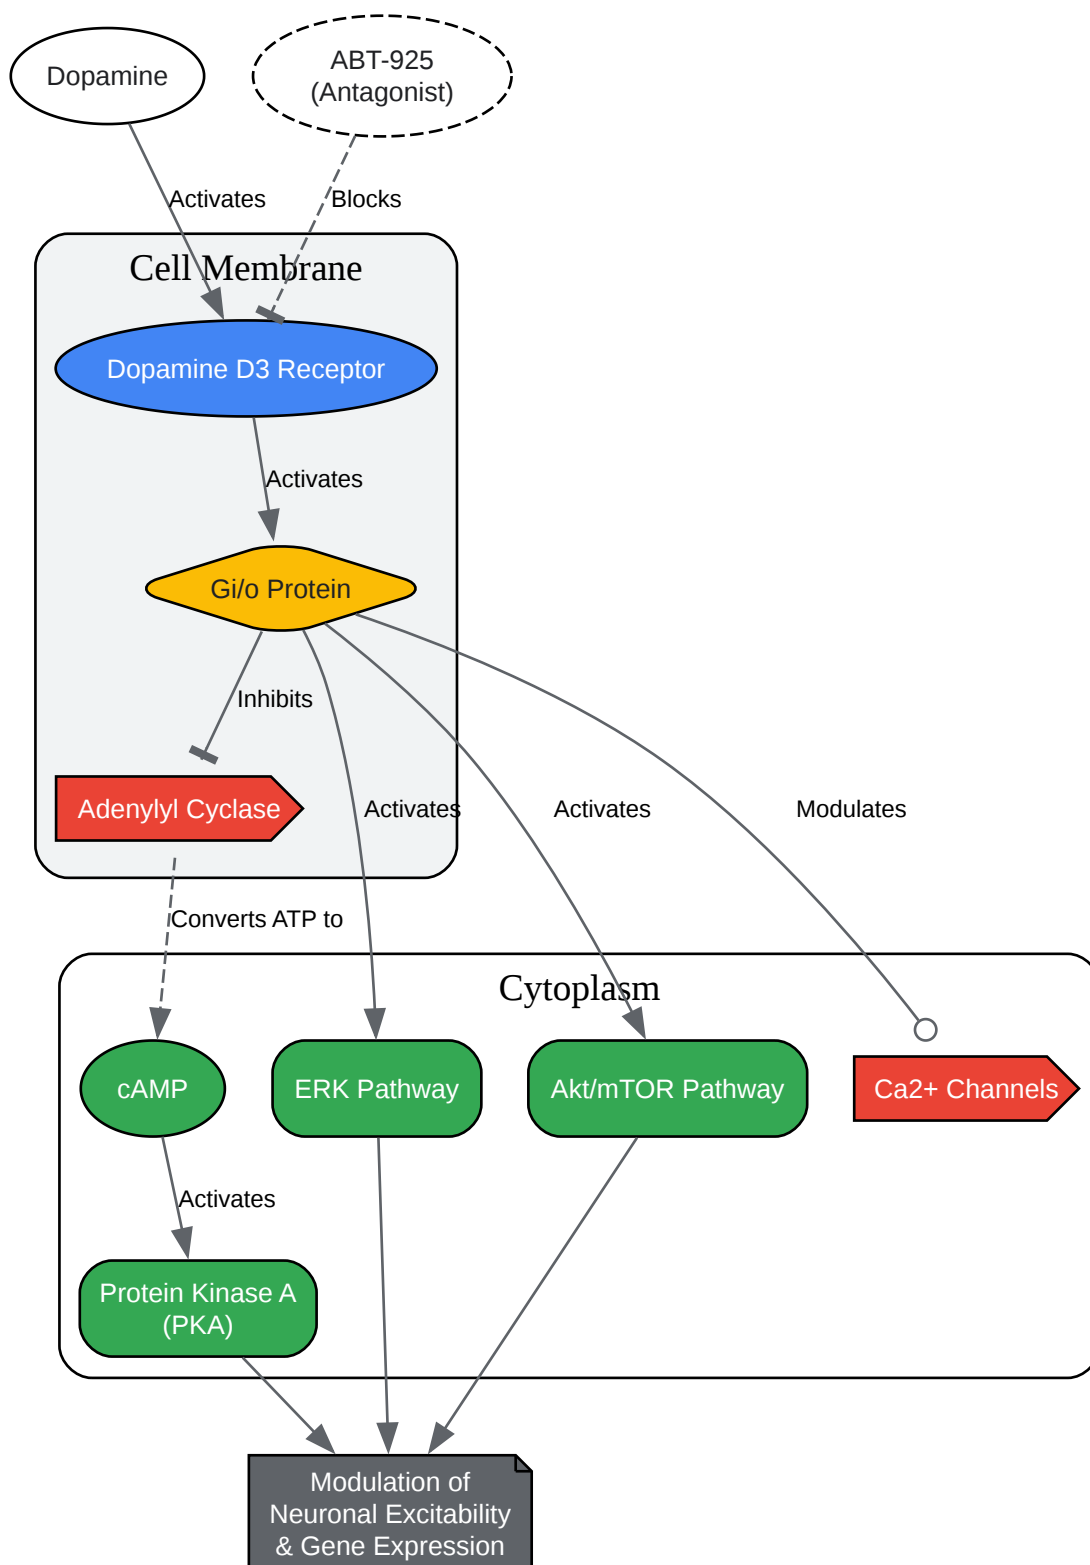 Dopamine
ABT-925
(Antagonist)
Activates
Blocks
Cell Membrane
Dopamine D3 Receptor
Activates
Gi/o Protein
Inhibits
Adenylyl Cyclase
Activates
Activates
Modulates
Converts ATP to
Cytoplasm
cAMP
ERK Pathway
Akt/mTOR Pathway
Ca2+ Channels
Activates
Protein Kinase A
(PKA)
Modulation of
Neuronal Excitability
& Gene Expression